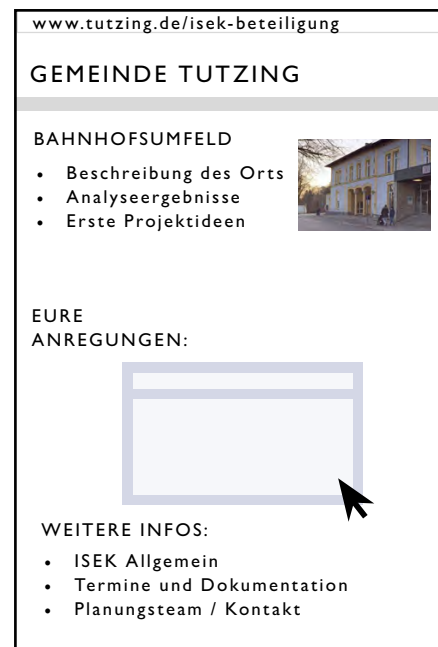 www.tutzing.de/isek-beteiligung
GEMEINDE TUTZING
BAHNHOFSUMFELD
• Beschreibung des Orts
• Analyseergebnisse
• Erste Projektideen
EURE
ANREGUNGEN:
WEITERE INFOS:
• ISEK Allgemein
• Termine und Dokumentation
• Planungsteam / Kontakt